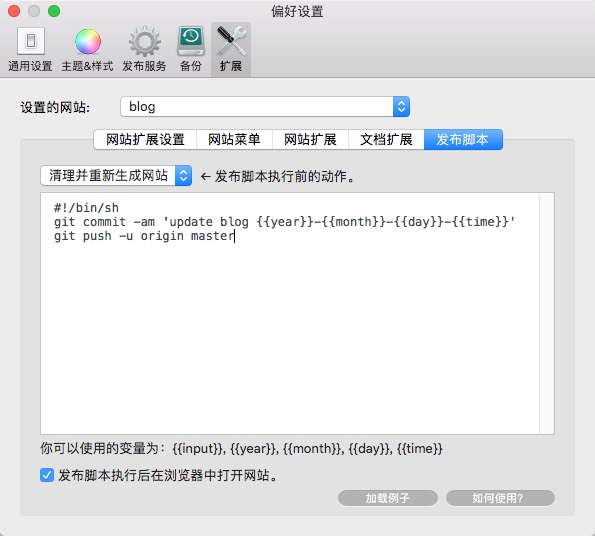 偏好设置
通用设置 主题&样式 发布服务 备份 扩展
设置的网站: blog
网站扩展设置 网站菜单 网站扩展 文档扩展 发布脚本
清理并重新生成网站 ← 发布脚本执行前的动作。
#!/bin/sh
git commit -am 'update blog {{year}}-{{month}}-{{day}}-{{time}}'
git push -u origin master
你可以使用的变量为：{{input}}, {{year}}, {{month}}, {{day}}, {{time}}
发布脚本执行后在浏览器中打开网站。
加载例子 如何使用?